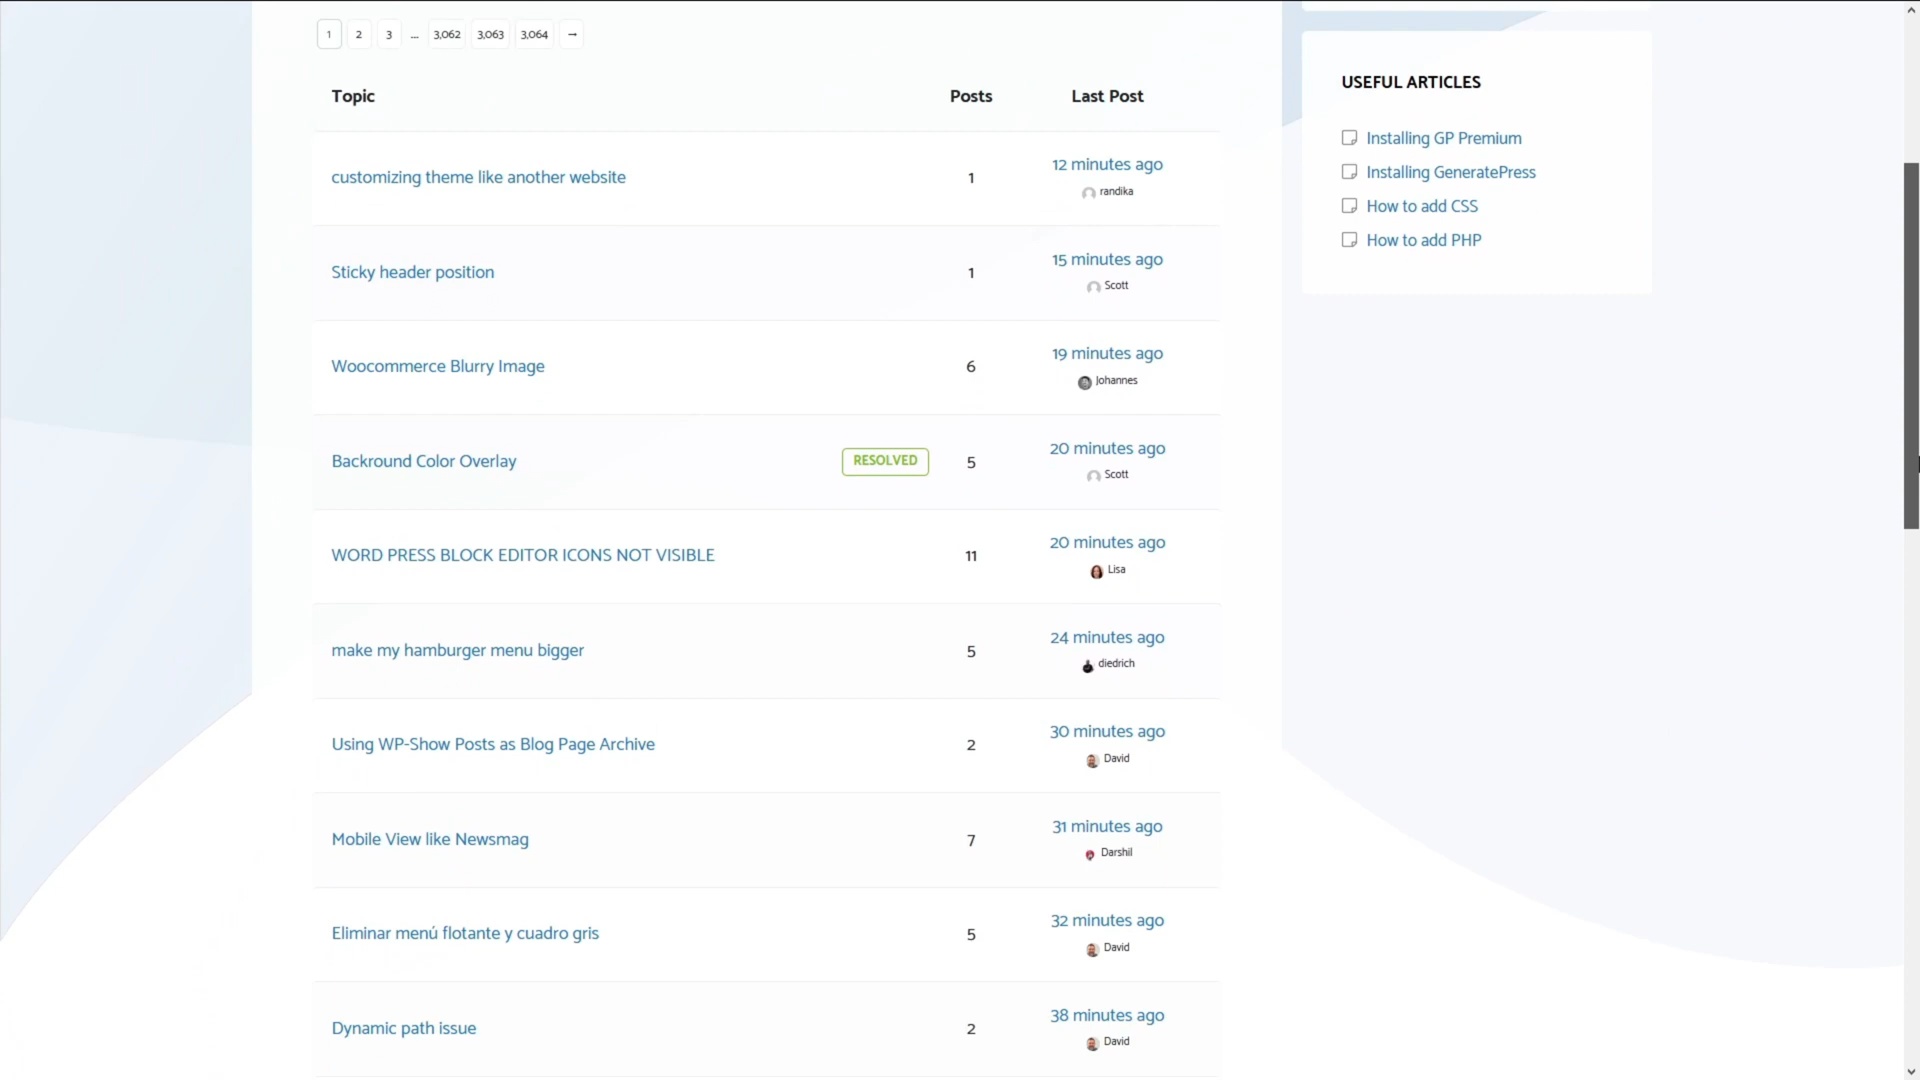 1 2 3 ... 3,062 3,063 3,064 →
Topic Posts Last Post
customizing theme like another website 1 12 minutes ago
randika
Sticky header position 1 15 minutes ago
Scott
Woocommerce Blurry Image 6 19 minutes ago
Johannes
Backround Color Overlay RESOLVED 5 20 minutes ago
Scott
WORD PRESS BLOCK EDITOR ICONS NOT VISIBLE 11 20 minutes ago
Lisa
make my hamburger menu bigger 5 24 minutes ago
diedrich
Using WP-Show Posts as Blog Page Archive 2 30 minutes ago
David
Mobile View like Newsmag 7 31 minutes ago
Darshil
Eliminar menú flotante y cuadro gris 5 32 minutes ago
David
Dynamic path issue 2 38 minutes ago
David
USEFUL ARTICLES
Installing GP Premium
Installing GeneratePress
How to add CSS
How to add PHP